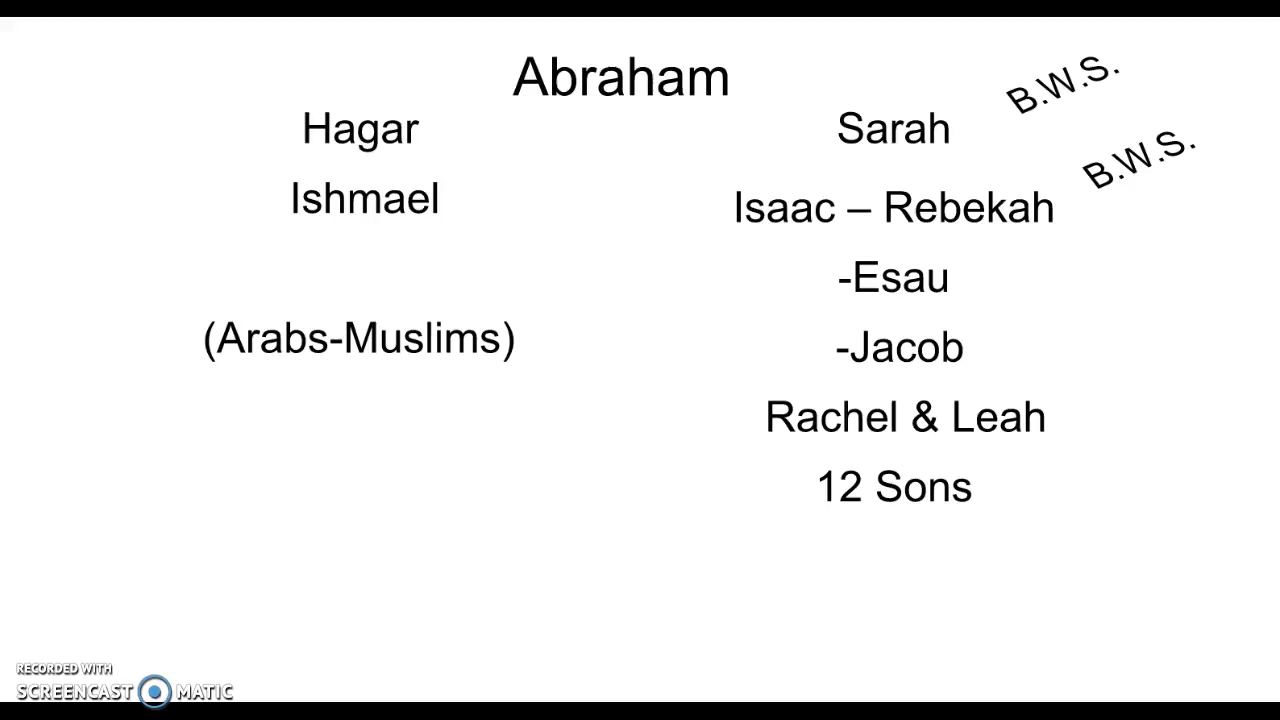 Abraham
B.W.S.
Hagar
Sarah
B.W.S.
Ishmael
Isaac – Rebekah
-Esau
(Arabs-Muslims)
-Jacob
Rachel & Leah
12 Sons
RECORDED WITH
SCREENCAST MATIC